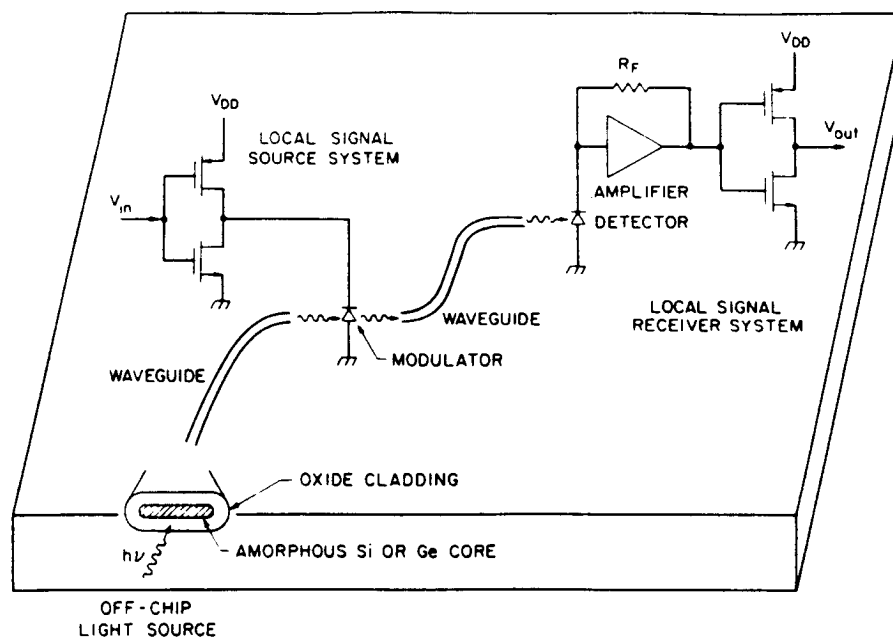 V_DD
R_F
V_DD
LOCAL SIGNAL
SOURCE SYSTEM
V_out
V_in
AMPLIFIER
DETECTOR
WAVEGUIDE
LOCAL SIGNAL
RECEIVER SYSTEM
WAVEGUIDE
MODULATOR
OXIDE CLADDING
hν
AMORPHOUS Si OR Ge CORE
OFF-CHIP
LIGHT SOURCE